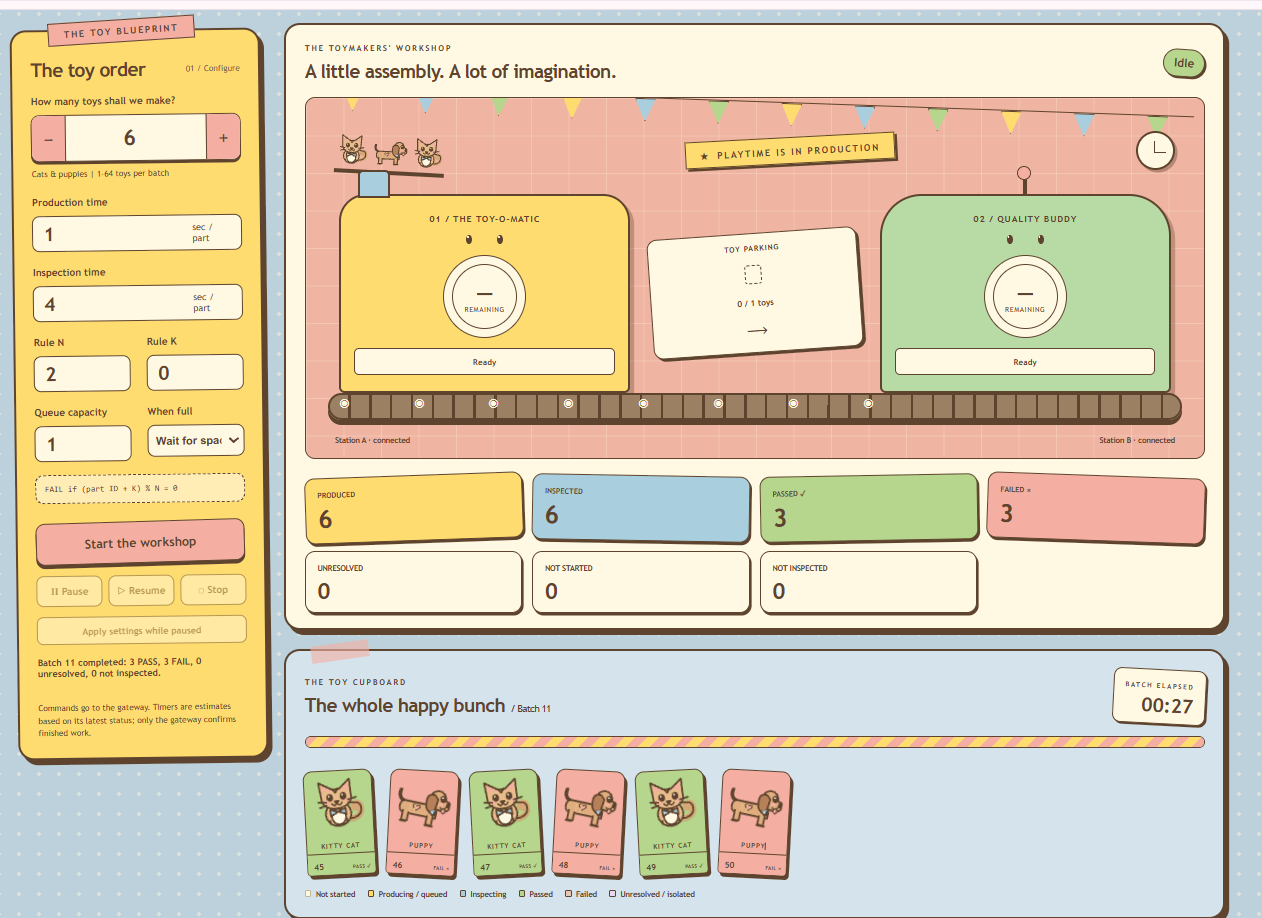 THE TOY BLUEPRINT
The toy order
01 / Configure
How many toys shall we make?
− 6 +
Cats & puppies | 1-64 toys per batch
Production time
1 sec / part
Inspection time
4 sec / part
Rule N Rule K
2 0
Queue capacity When full
1 Wait for spac
FAIL if (part ID + K) % N = 0
Start the workshop
II Pause ▷ Resume □ Stop
Apply settings while paused
Batch 11 completed: 3 PASS, 3 FAIL, 0
unresolved, 0 not inspected.
Commands go to the gateway. Timers are estimates
based on its latest status; only the gateway confirms
finished work.
THE TOYMAKERS' WORKSHOP
A little assembly. A lot of imagination.
Idle
★ PLAYTIME IS IN PRODUCTION
01 / THE TOY-O-MATIC
—
REMAINING
Ready
TOY PARKING
0 / 1 toys
→
02 / QUALITY BUDDY
—
REMAINING
Ready
Station A · connected
Station B · connected
PRODUCED
6
INSPECTED
6
PASSED ✓
3
FAILED ×
3
UNRESOLVED
0
NOT STARTED
0
NOT INSPECTED
0
THE TOY CUPBOARD
The whole happy bunch / Batch 11
BATCH ELAPSED
00:27
KITTY CAT
45 PASS ✓
PUPPY
46 FAIL ×
KITTY CAT
47 PASS ✓
PUPPY
48 FAIL ×
KITTY CAT
49 PASS ✓
PUPPY
50 FAIL ×
Not started Producing / queued Inspecting Passed Failed Unresolved / isolated